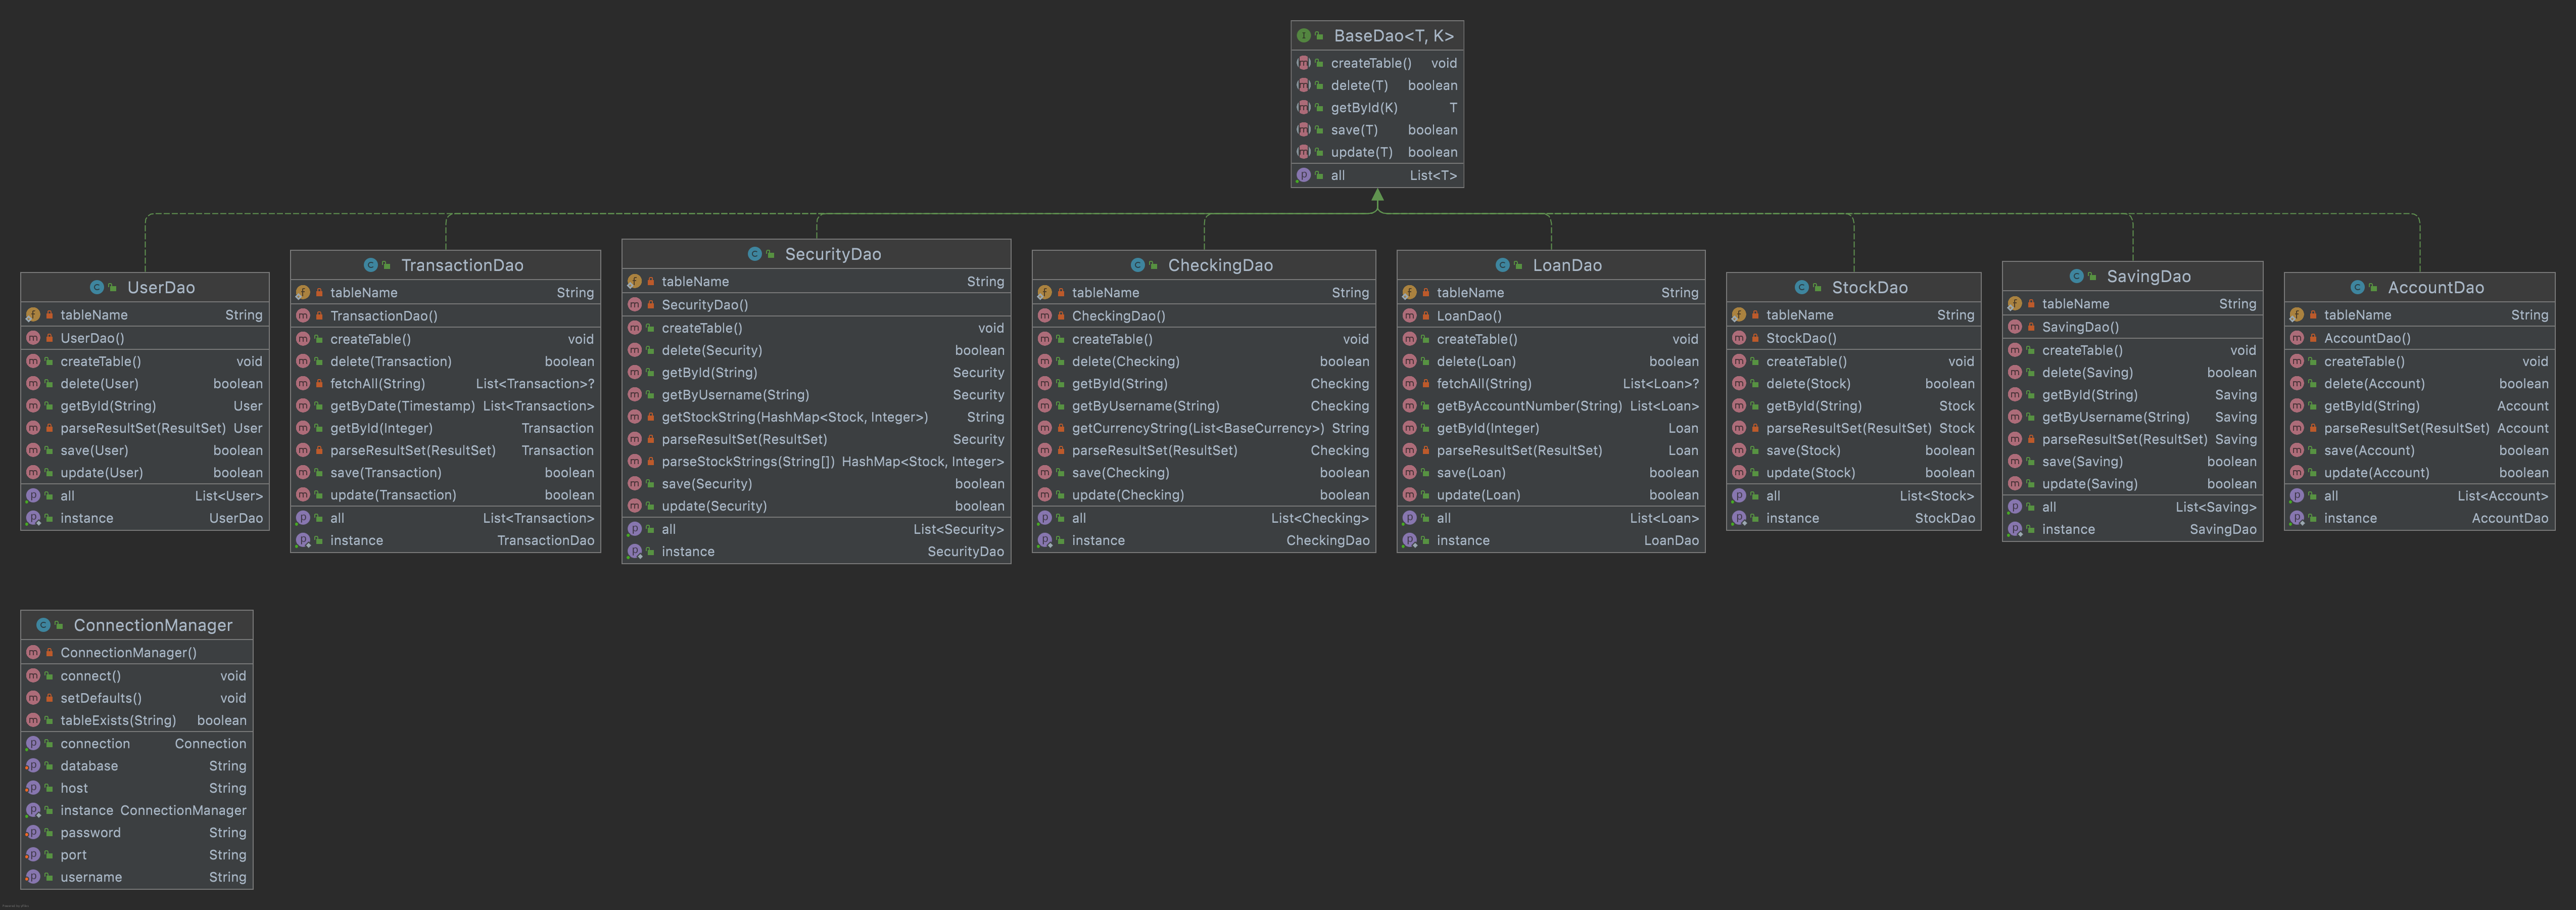 BaseDao<T, K>
createTable() void
delete(T) boolean
getById(K) T
save(T) boolean
update(T) boolean
all List<T>
UserDao
tableName String
UserDao()
createTable() void
delete(User) boolean
getById(String) User
parseResultSet(ResultSet) User
save(User) boolean
update(User) boolean
all List<User>
instance UserDao
TransactionDao
tableName String
TransactionDao()
createTable() void
delete(Transaction) boolean
fetchAll(String) List<Transaction>?
getByDate(Timestamp) List<Transaction>
getById(Integer) Transaction
parseResultSet(ResultSet) Transaction
save(Transaction) boolean
update(Transaction) boolean
all List<Transaction>
instance TransactionDao
SecurityDao
tableName String
SecurityDao()
createTable() void
delete(Security) boolean
getById(String) Security
getByUsername(String) Security
getStockString(HashMap<Stock, Integer>) String
parseResultSet(ResultSet) Security
parseStockStrings(String[]) HashMap<Stock, Integer>
save(Security) boolean
update(Security) boolean
all List<Security>
instance SecurityDao
CheckingDao
tableName String
CheckingDao()
createTable() void
delete(Checking) boolean
getById(String) Checking
getByUsername(String) Checking
getCurrencyString(List<BaseCurrency>) String
parseResultSet(ResultSet) Checking
save(Checking) boolean
update(Checking) boolean
all List<Checking>
instance CheckingDao
LoanDao
tableName String
LoanDao()
createTable() void
delete(Loan) boolean
fetchAll(String) List<Loan>?
getByAccountNumber(String) List<Loan>
getById(Integer) Loan
parseResultSet(ResultSet) Loan
save(Loan) boolean
update(Loan) boolean
all List<Loan>
instance LoanDao
StockDao
tableName String
StockDao()
createTable() void
delete(Stock) boolean
getById(String) Stock
parseResultSet(ResultSet) Stock
save(Stock) boolean
update(Stock) boolean
all List<Stock>
instance StockDao
SavingDao
tableName String
SavingDao()
createTable() void
delete(Saving) boolean
getById(String) Saving
getByUsername(String) Saving
parseResultSet(ResultSet) Saving
save(Saving) boolean
update(Saving) boolean
all List<Saving>
instance SavingDao
AccountDao
tableName String
AccountDao()
createTable() void
delete(Account) boolean
getById(String) Account
parseResultSet(ResultSet) Account
save(Account) boolean
update(Account) boolean
all List<Account>
instance AccountDao
ConnectionManager
ConnectionManager()
connect() void
setDefaults() void
tableExists(String) boolean
connection Connection
database String
host String
instance ConnectionManager
password String
port String
username String